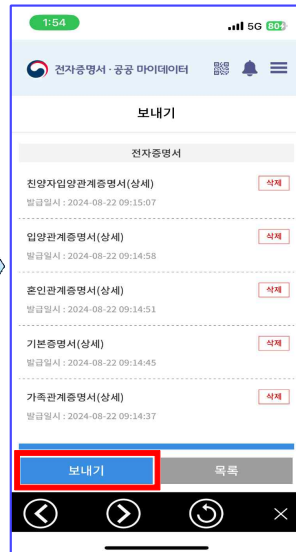 1:54 5G 80
전자증명서·공공 마이데이터
보내기
전자증명서
친양자입양관계증명서(상세) 삭제
발급일시 : 2024-08-22 09:15:07
입양관계증명서(상세) 삭제
발급일시 : 2024-08-22 09:14:58
혼인관계증명서(상세) 삭제
발급일시 : 2024-08-22 09:14:51
기본증명서(상세) 삭제
발급일시 : 2024-08-22 09:14:45
가족관계증명서(상세) 삭제
발급일시 : 2024-08-22 09:14:37
보내기 목록